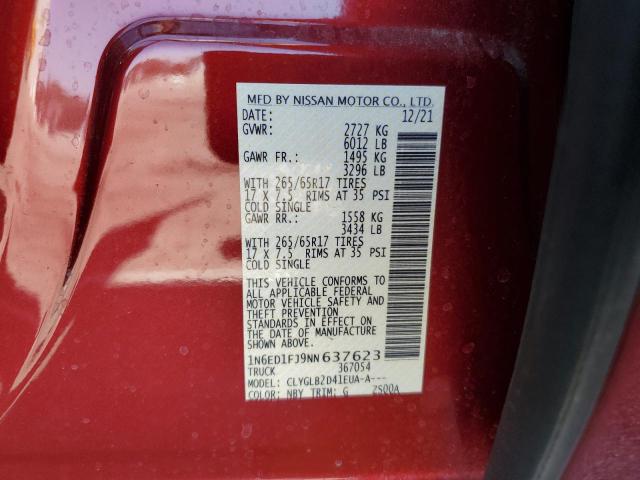 MFD BY NISSAN MOTOR CO., LTD.
DATE: 12/21
GVWR: 2727 KG
6012 LB
GAWR FR.: 1495 KG
3296 LB
WITH 265/65R17 TIRES
17 X 7.5 RIMS AT 35 PSI
COLD SINGLE
GAWR RR.: 1558 KG
3434 LB
WITH 265/65R17 TIRES
17 X 7.5 RIMS AT 35 PSI
COLD SINGLE
THIS VEHICLE CONFORMS TO
ALL APPLICABLE FEDERAL
MOTOR VEHICLE SAFETY AND
THEFT PREVENTION
STANDARDS IN EFFECT ON
THE DATE OF MANUFACTURE
SHOWN ABOVE.
1N6ED1FJ9NN637623
TRUCK 367054
MODEL: CLYGLB2D41EUA-A---
COLOR: NBY TRIM: G 2S00A